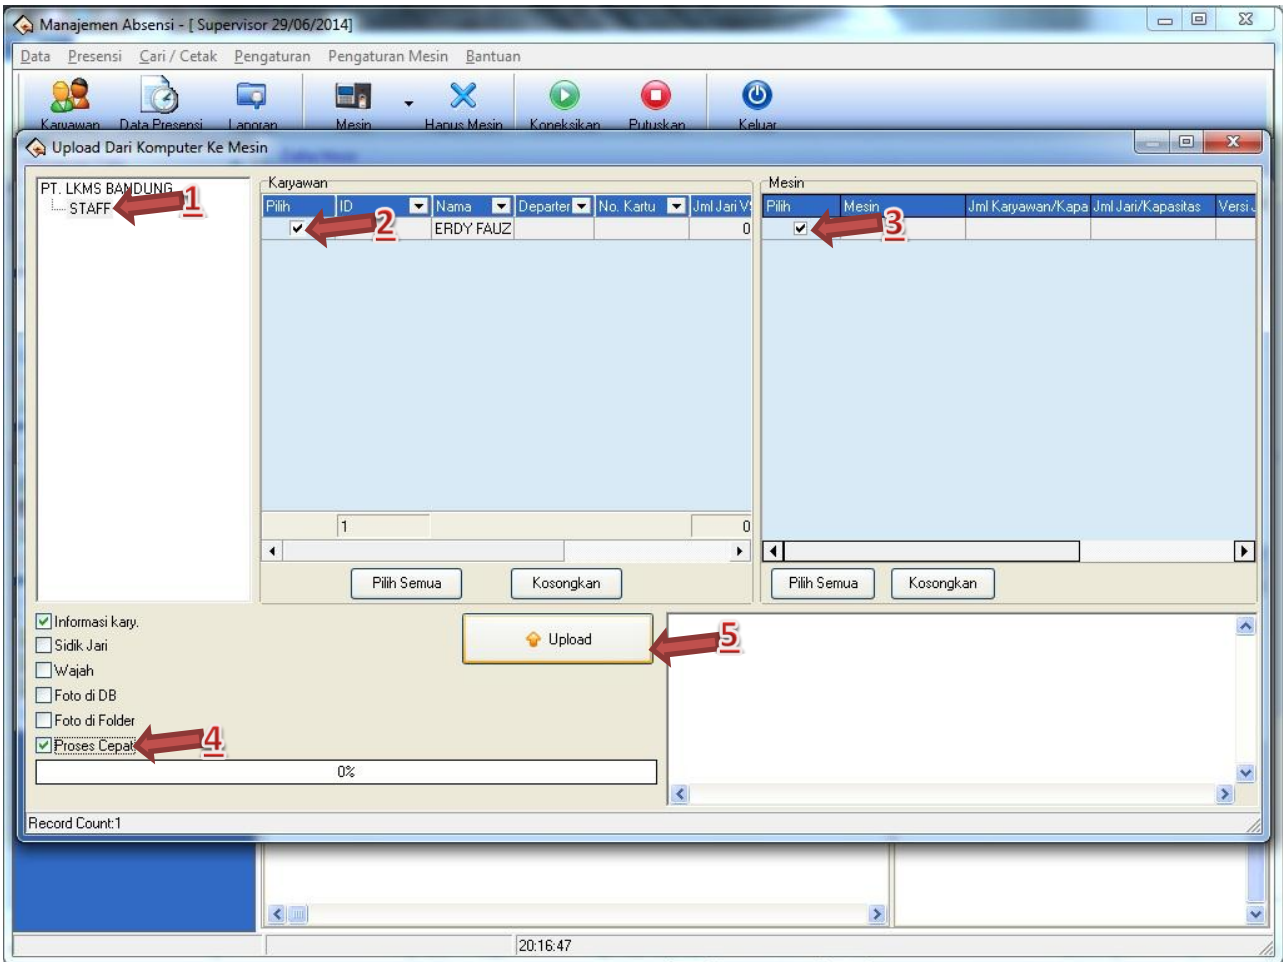 Manajemen Absensi - [ Supervisor 29/06/2014]
Data Presensi Cari / Cetak Pengaturan Pengaturan Mesin Bantuan
Karyawan Data Presensi Laporan Mesin Hapus Mesin Koneksikan Putuskan Keluar
Upload Dari Komputer Ke Mesin
PT. LKMS BANDUNG
STAFF
1
Karyawan
Pilih ID Nama Departer No. Kartu Jml Jari V
2
ERDY FAUZ 0
1 0
Pilih Semua Kosongkan
Mesin
Pilih Mesin Jml Karyawan/Kapa Jml Jari/Kapasitas Versi J
3
Pilih Semua Kosongkan
Informasi kary.
Sidik Jari
Wajah
Foto di DB
Foto di Folder
Proses Cepat
4
Upload
5
0%
Record Count:1
20:16:47